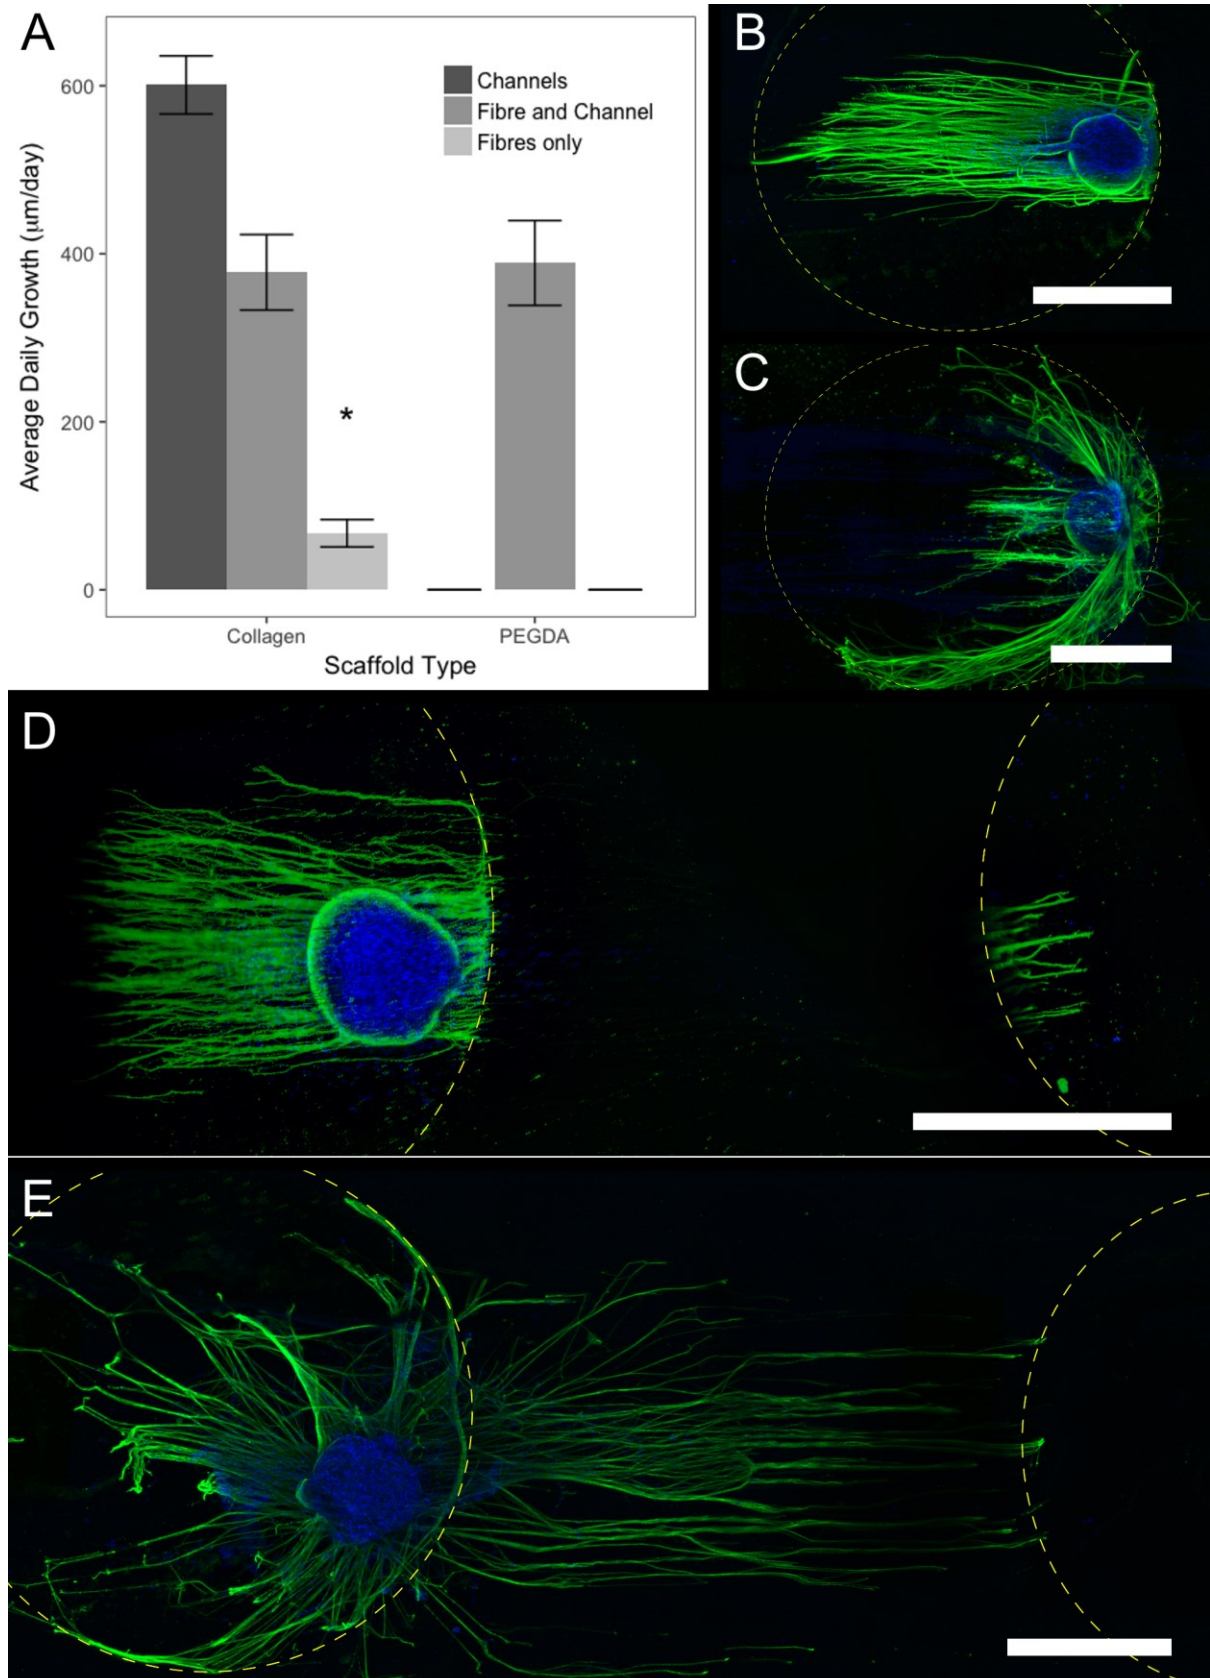 A
Average Daily Growth (μm/day)
600
400
200
0
Channels
Fibre and Channel
Fibres only
*
Collagen
PEGDA
Scaffold Type
B
C
D
E